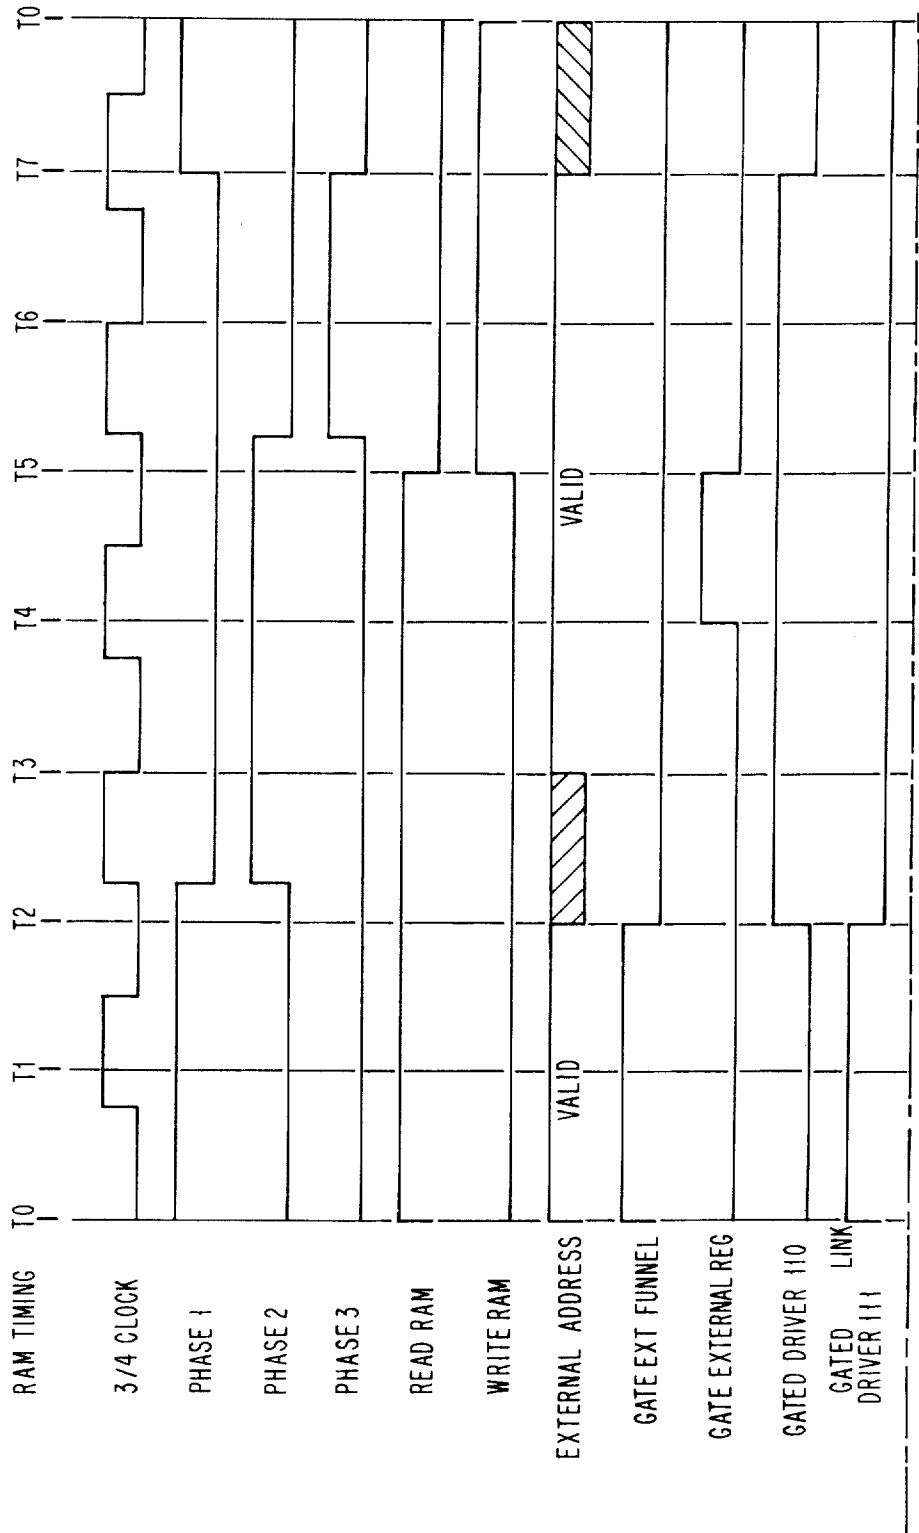 RAM TIMING T0 T1 T2 T3 T4 T5 T6 T7 T0
3/4 CLOCK
PHASE 1
PHASE 2
PHASE 3
READ RAM
WRITE RAM
EXTERNAL ADDRESS VALID VALID
GATE EXT FUNNEL
GATE EXTERNAL REG
GATED DRIVER 110
GATED LINK
DRIVER 111